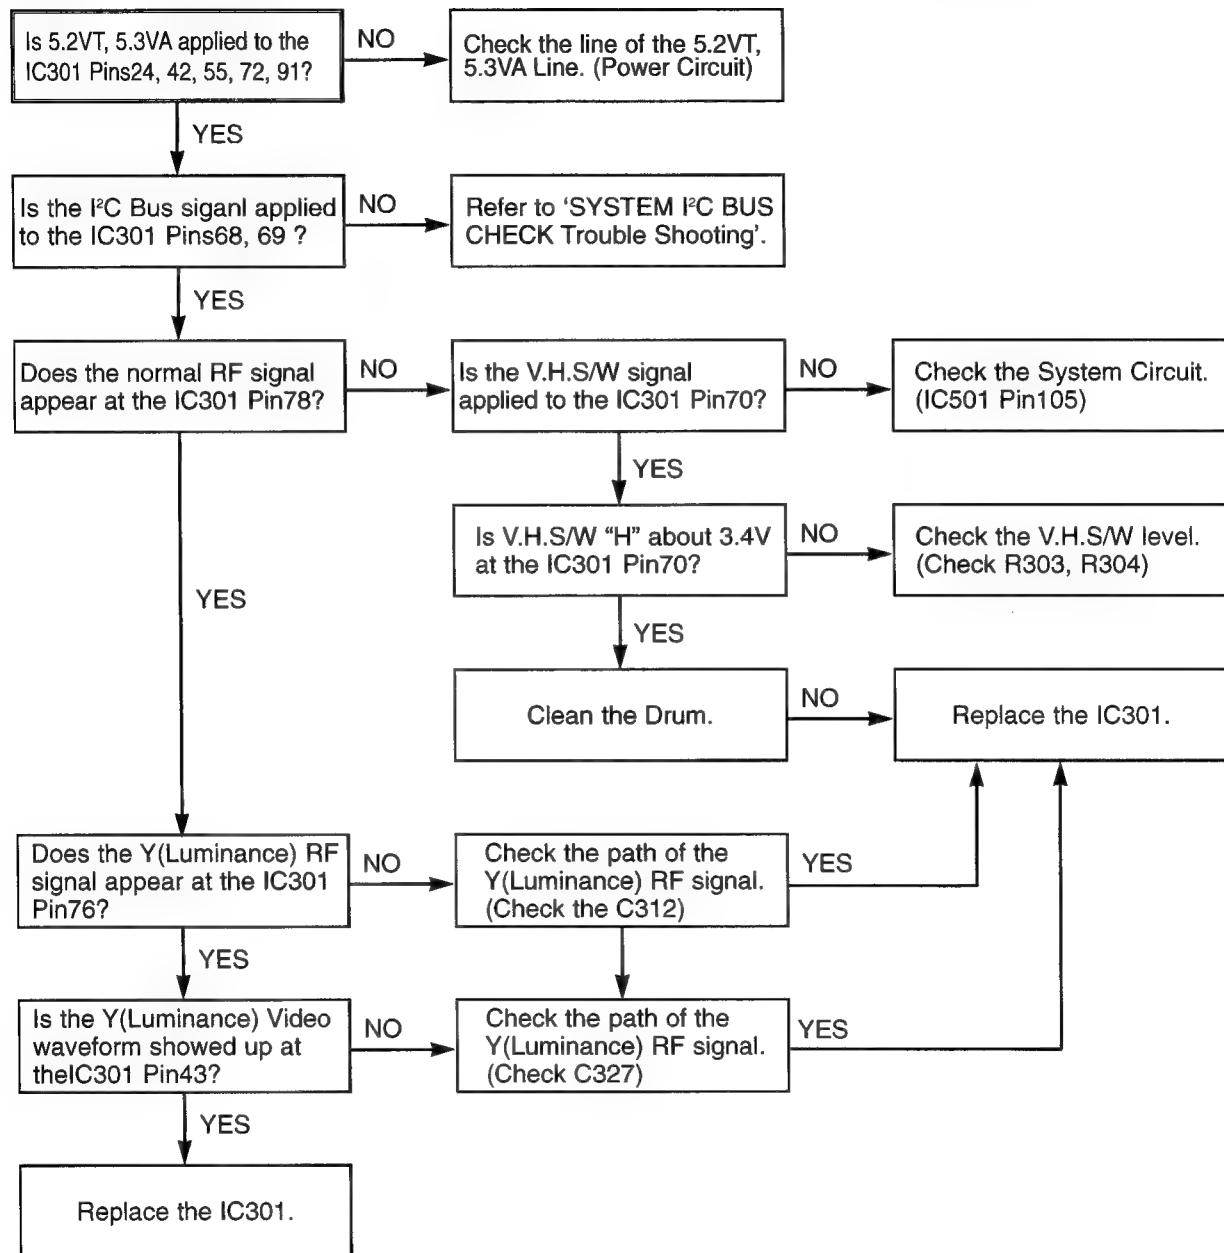 Is 5.2VT, 5.3VA applied to the
IC301 Pins24, 42, 55, 72, 91?
NO
Check the line of the 5.2VT,
5.3VA Line. (Power Circuit)
YES
Is the I²C Bus siganl applied
to the IC301 Pins68, 69 ?
NO
Refer to ‘SYSTEM I²C BUS
CHECK Trouble Shooting’.
YES
Does the normal RF signal
appear at the IC301 Pin78?
NO
Is the V.H.S/W signal
applied to the IC301 Pin70?
NO
Check the System Circuit.
(IC501 Pin105)
YES
Is V.H.S/W “H” about 3.4V
at the IC301 Pin70?
NO
Check the V.H.S/W level.
(Check R303, R304)
YES
YES
Clean the Drum.
NO
Replace the IC301.
Does the Y(Luminance) RF
signal appear at the IC301
Pin76?
NO
Check the path of the
Y(Luminance) RF signal.
(Check the C312)
YES
YES
Is the Y(Luminance) Video
waveform showed up at
theIC301 Pin43?
NO
Check the path of the
Y(Luminance) RF signal.
(Check C327)
YES
YES
Replace the IC301.